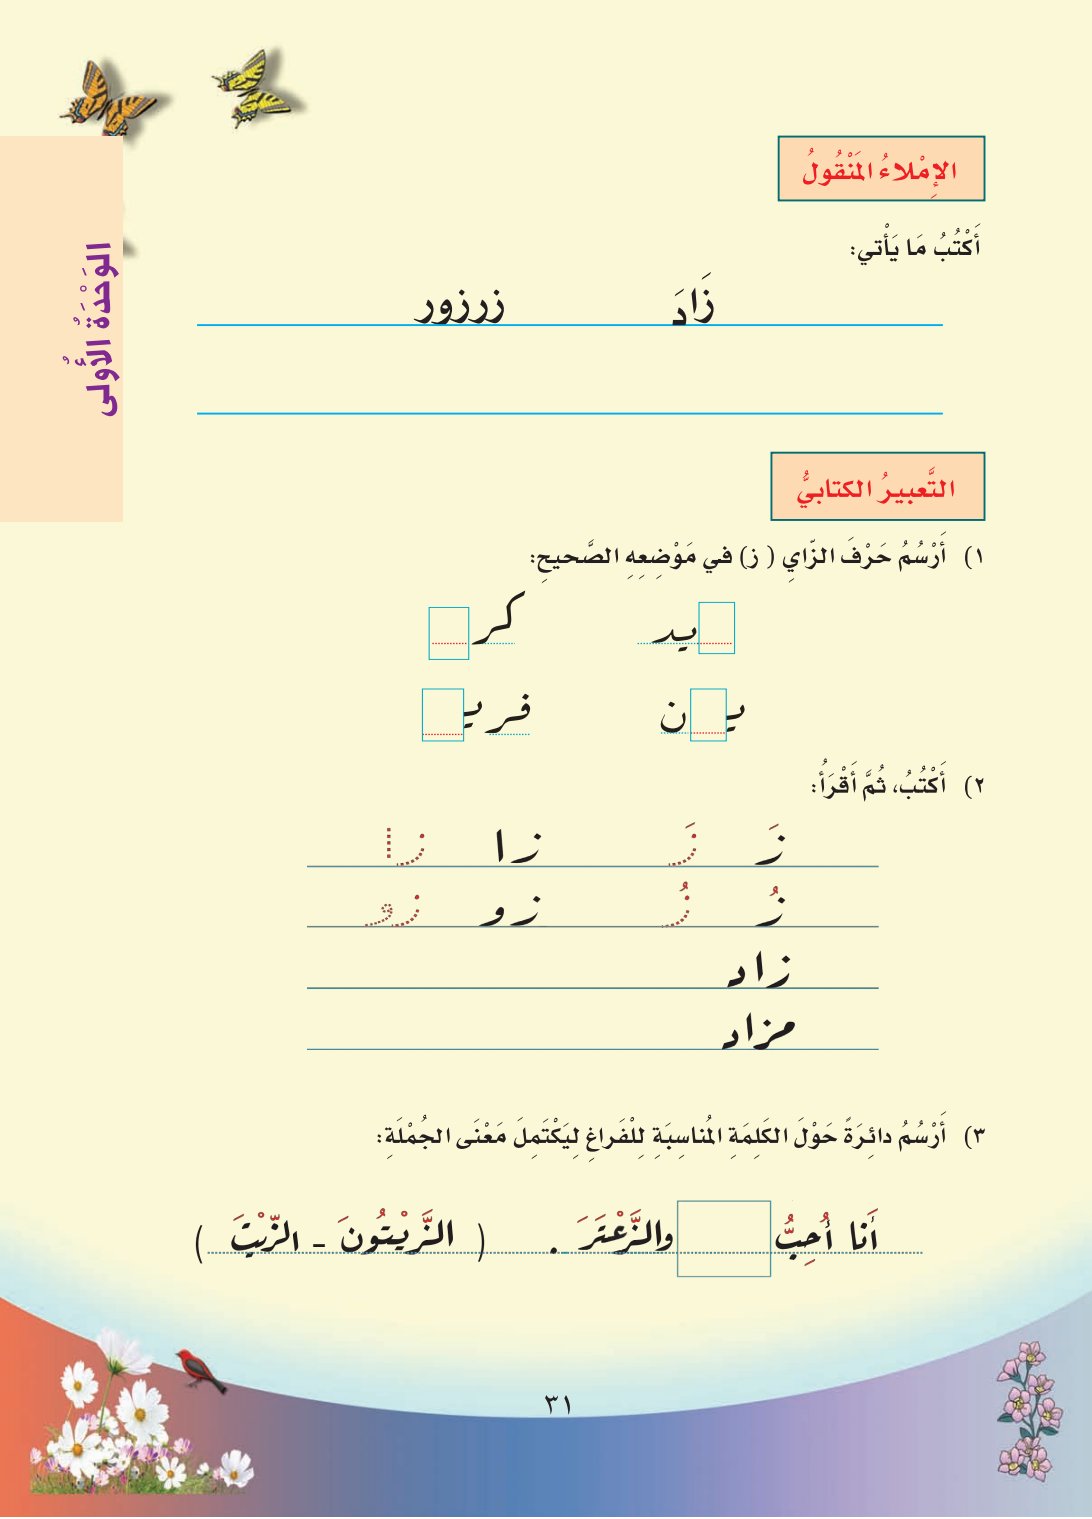 الوَحْدَةُ الأُولى
الإِمْلاءُ المَنْقُولُ
أَكْتُبُ مَا يَأْتي:
زَادَ زرزور
التَّعبيرُ الكتابيُّ
١) أَرْسُمُ حَرْفَ الزّايِ ( ز) في مَوْضِعِهِ الصَّحيحِ:
يد كر
يـ ن فريـ
٢) أَكْتُبُ، ثُمَّ أَقْرَأُ:
زَ زَ زا زا
زُ زُ زو زو
زاد
مزاد
٣) أَرْسُمُ دائِرَةً حَوْلَ الكَلِمَةِ المُناسِبَةِ لِلْفَراغِ لِيَكْتَمِلَ مَعْنَى الجُمْلَةِ:
أَنا أُحِبُّ والزَّعْتَرَ . ( الزَّيْتُونَ - الزّيْتَ )
٣١